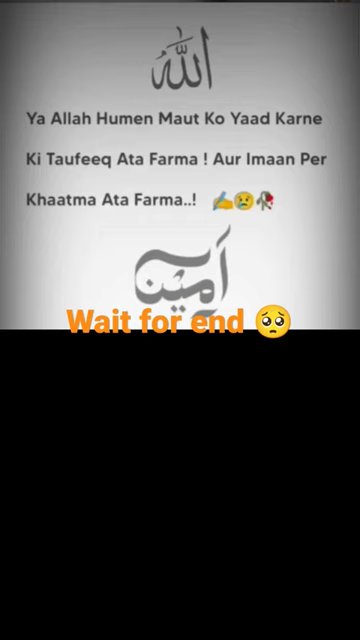 الله
Ya Allah Humen Maut Ko Yaad Karne
Ki Taufeeq Ata Farma ! Aur Imaan Per
Khaatma Ata Farma..! ✍️😢🥀
آمین
Wait for end 🥺